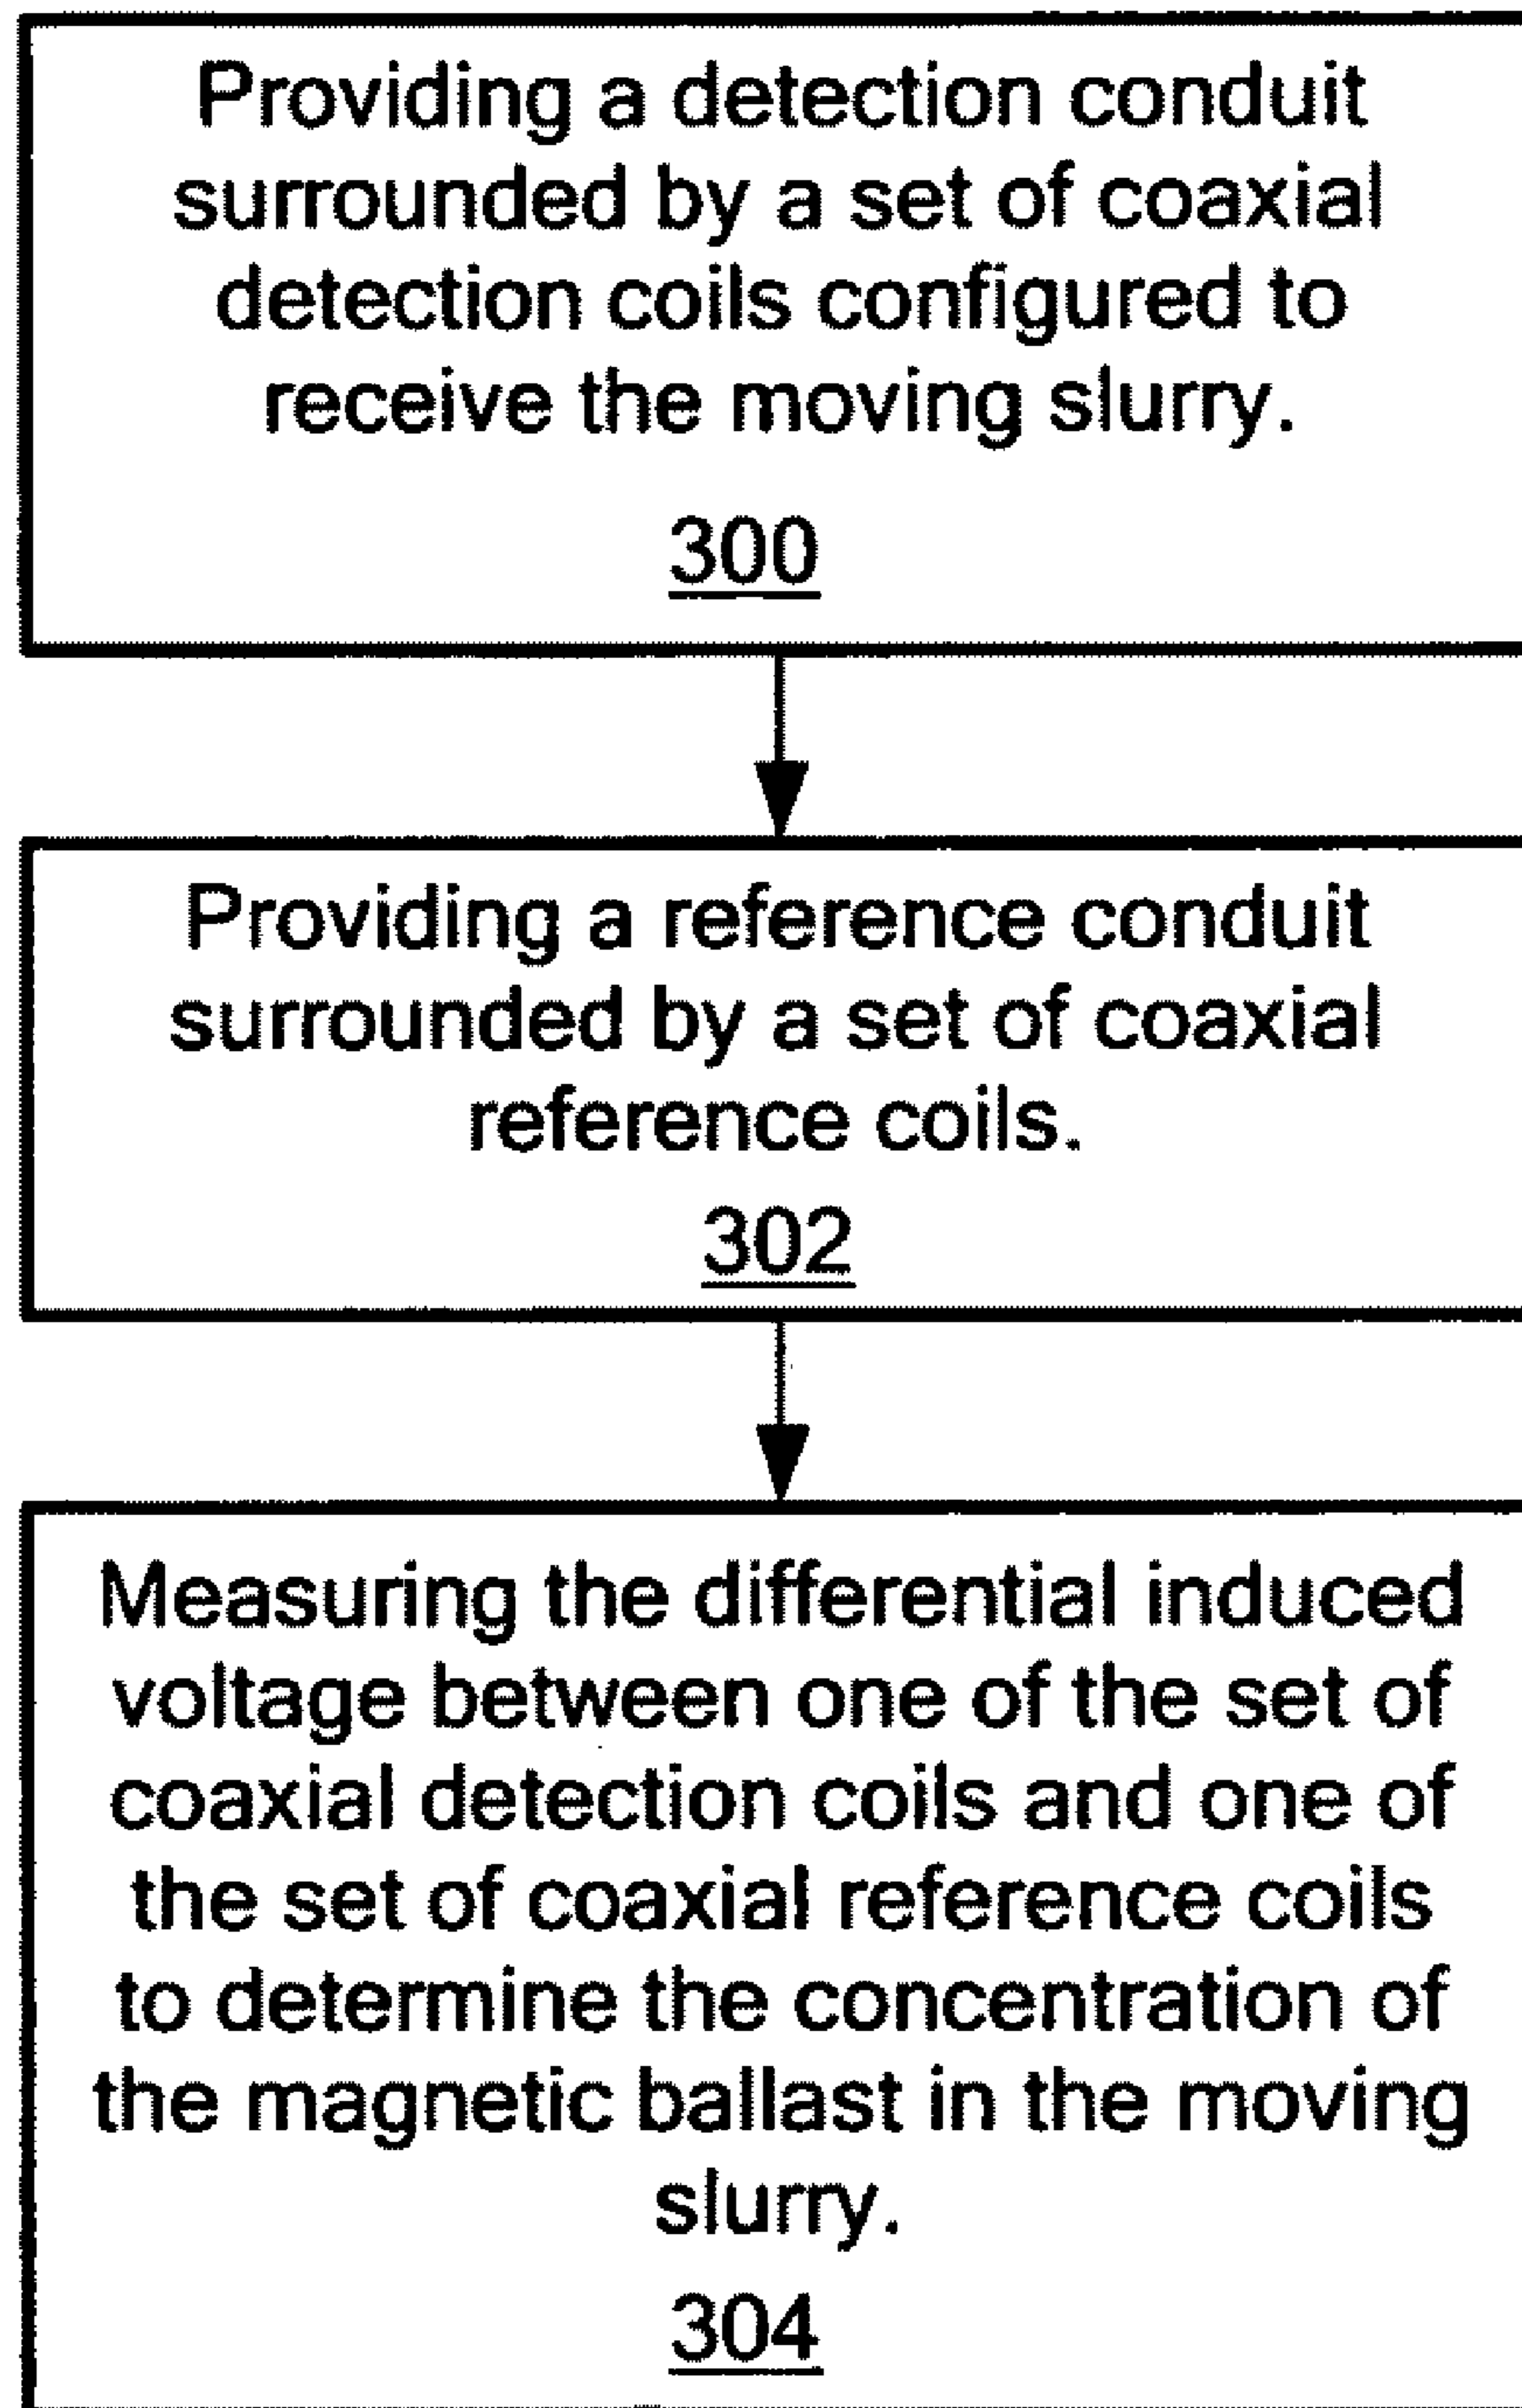 Providing a detection conduit
surrounded by a set of coaxial
detection coils configured to
receive the moving slurry.
300
Providing a reference conduit
surrounded by a set of coaxial
reference coils.
302
Measuring the differential induced
voltage between one of the set of
coaxial detection coils and one of
the set of coaxial reference coils
to determine the concentration of
the magnetic ballast in the moving
slurry.
304